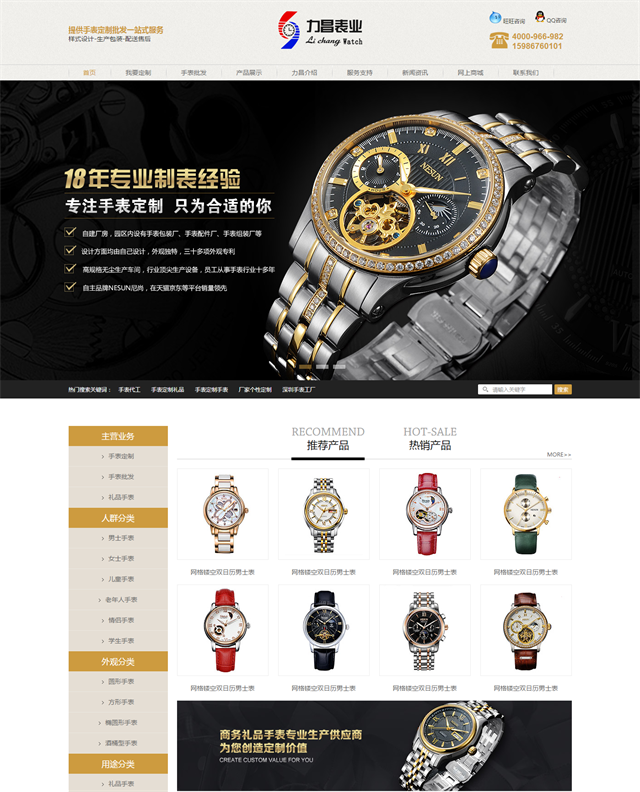 提供手表定制批发一站式服务
样式设计-生产包装-配送售后
力昌表业
Li chang Watch
旺旺咨询
QQ咨询
4000-966-982
15986760101
首页
我要定制
手表批发
产品展示
力昌介绍
服务支持
新闻资讯
网上商城
联系我们
18年专业制表经验
专注手表定制 只为合适的你
自建厂房，园区内设有手表包装厂、手表配件厂、手表组装厂等
设计方面均由自己设计，外观独特，三十多项外观专利
高规格无尘生产车间，行业顶尖生产设备，员工从事手表行业十多年
自主品牌NESUN尼尚，在天猫京东等平台销量领先
NESUN
热门搜索关键词：
手表代工
手表定制礼品
手表定制手表
厂家个性定制
深圳手表工厂
请输入关键字
搜索
主营业务
手表定制
手表批发
礼品手表
人群分类
男士手表
女士手表
儿童手表
老年人手表
情侣手表
学生手表
外观分类
圆形手表
方形手表
椭圆形手表
酒桶型手表
用途分类
礼品手表
RECOMMEND
推荐产品
HOT-SALE
热销产品
MORE>>
网格镂空双日历男士表
网格镂空双日历男士表
网格镂空双日历男士表
网格镂空双日历男士表
网格镂空双日历男士表
网格镂空双日历男士表
网格镂空双日历男士表
网格镂空双日历男士表
商务礼品手表专业生产供应商
为您创造定制价值
CREATE CUSTOM VALUE FOR YOU